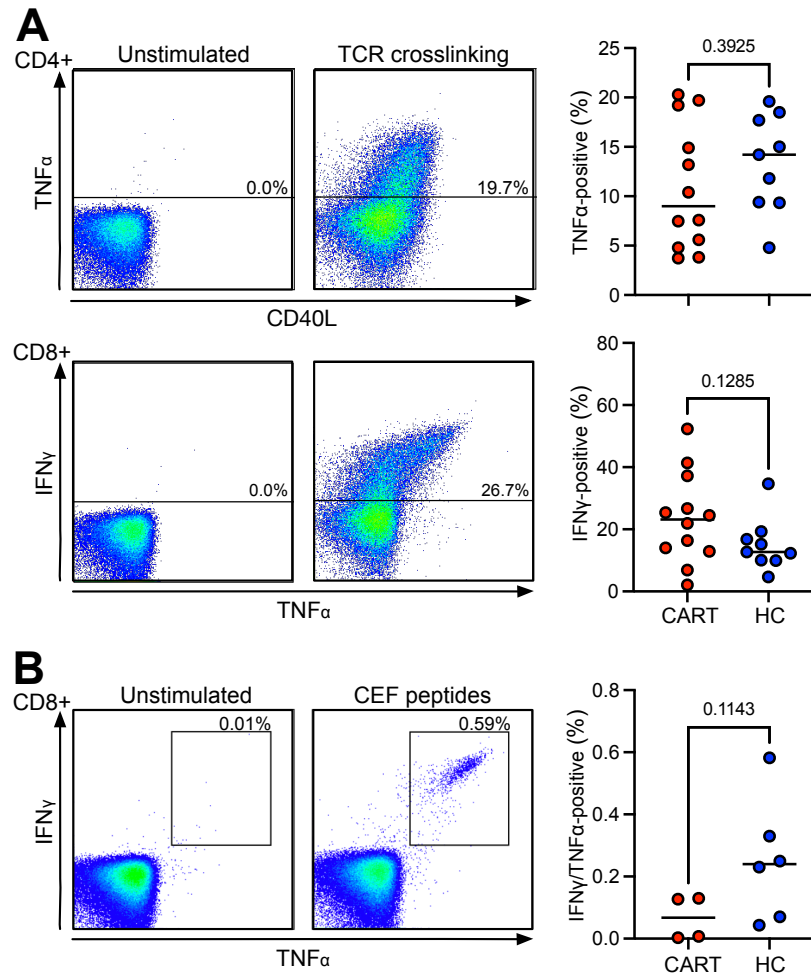 A
CD4+ Unstimulated TCR crosslinking
TNFα
0.0%
19.7%
CD40L
TNFα-positive (%)
25
20
15
10
5
0
0.3925
CD8+
IFNγ
0.0%
26.7%
TNFα
IFNγ-positive (%)
80
60
40
20
0
0.1285
CART HC
B
CD8+ Unstimulated CEF peptides
IFNγ
0.01%
0.59%
TNFα
IFNγ/TNFα-positive (%)
0.8
0.6
0.4
0.2
0.0
0.1143
CART HC